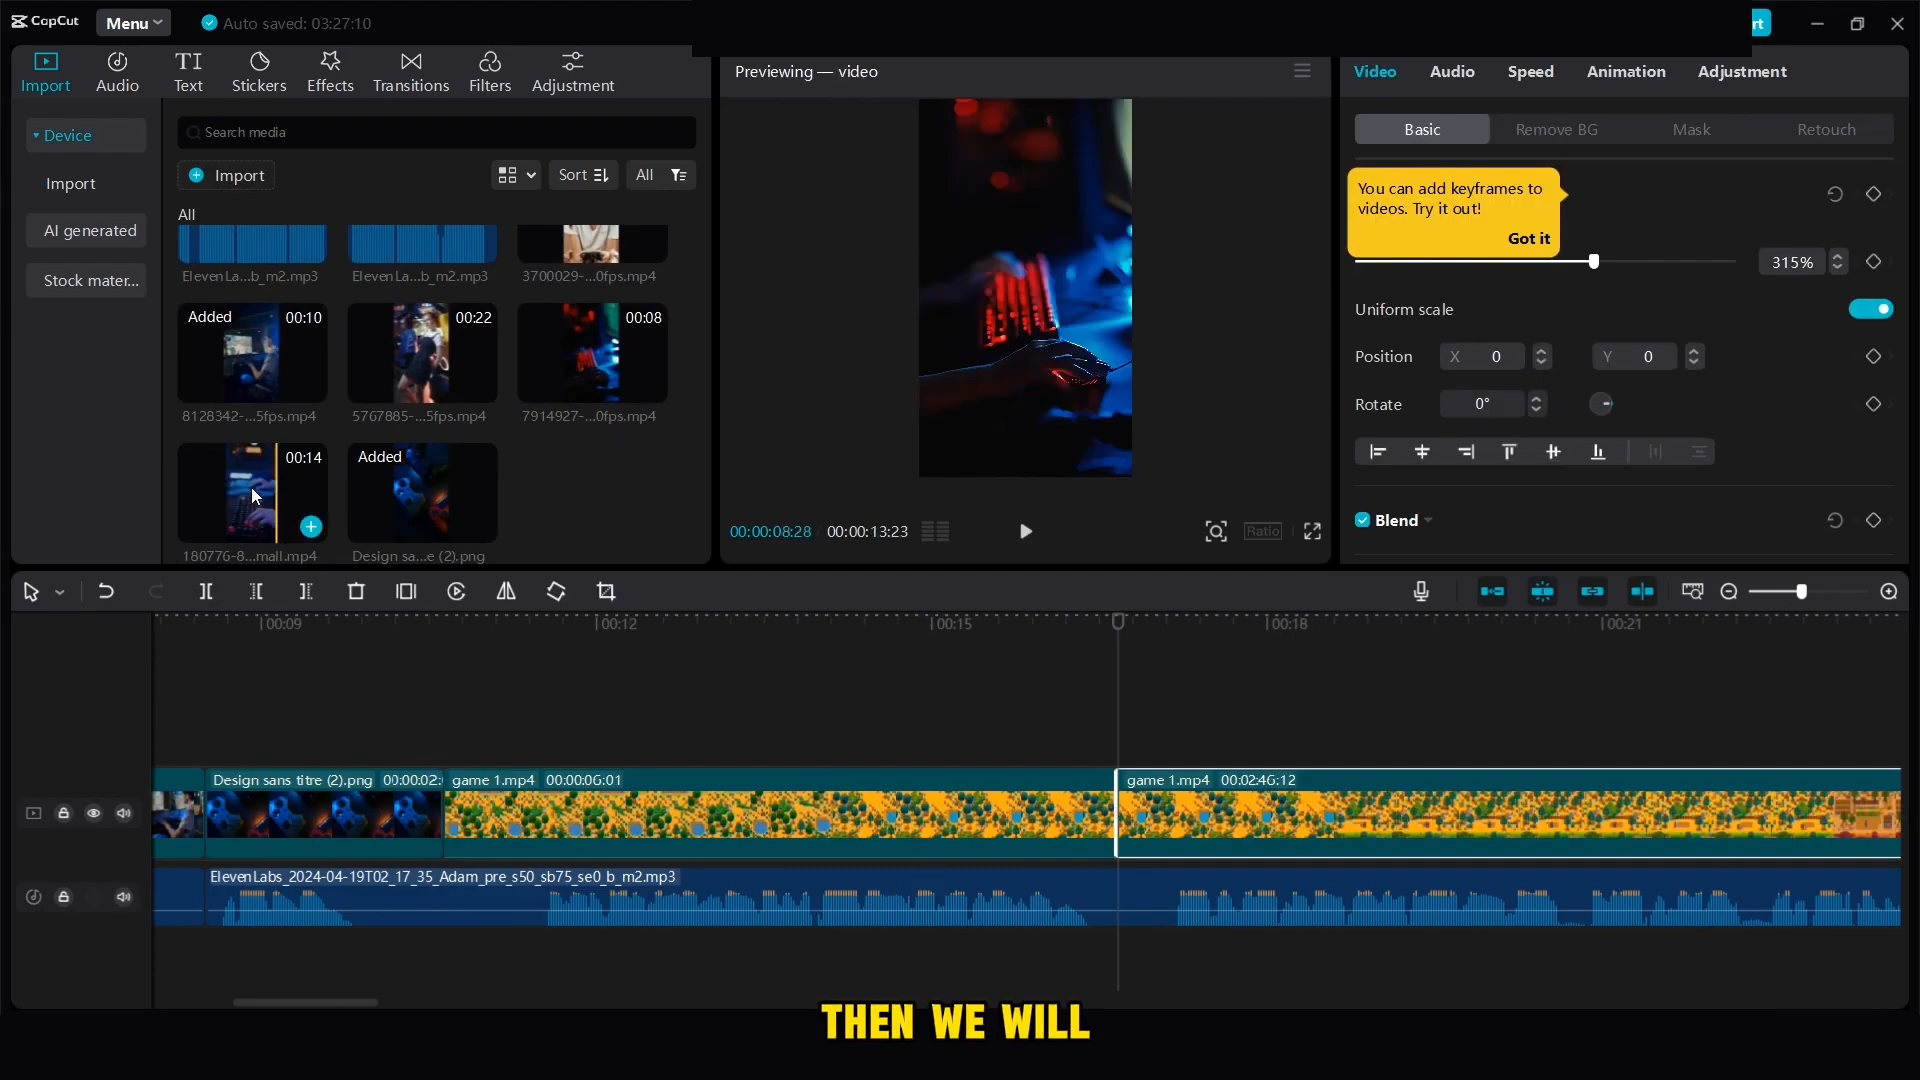 CapCut
Menu
Auto saved: 03:27:10
rt
Import
Audio
TI
Text
Stickers
Effects
Transitions
Filters
Adjustment
Previewing — video
Video
Audio
Speed
Animation
Adjustment
Device
Import
AI generated
Stock mater...
Search media
Import
Sort
All
All
ElevenLa...b_m2.mp3
ElevenLa...b_m2.mp3
3700029-...0fps.mp4
Added
00:10
00:22
00:08
8128342-...5fps.mp4
5767885-...5fps.mp4
7914927-...0fps.mp4
00:14
Added
180776-8...mall.mp4
Design sa...e (2).png
00:00:08:28
00:00:13:23
Ratio
Basic
Remove BG
Mask
Retouch
You can add keyframes to
videos. Try it out!
Got it
315%
Uniform scale
Position
X 0
Y 0
Rotate
0°
Blend
00:09
00:12
00:15
00:18
00:21
Design sans titre (2).png 00:00:02:
game 1.mp4 00:00:06:01
game 1.mp4 00:02:46:12
ElevenLabs_2024-04-19T02_17_35_Adam_pre_s50_sb75_se0_b_m2.mp3
THEN WE WILL